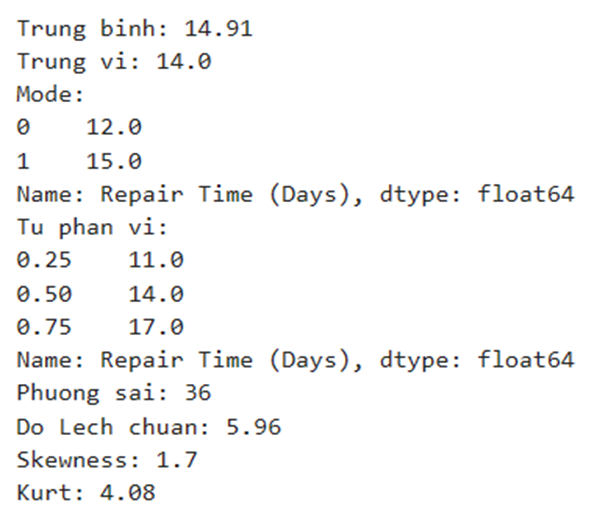 Trung binh: 14.91
Trung vi: 14.0
Mode:
0    12.0
1    15.0
Name: Repair Time (Days), dtype: float64
Tu phan vi:
0.25    11.0
0.50    14.0
0.75    17.0
Name: Repair Time (Days), dtype: float64
Phuong sai: 36
Do Lech chuan: 5.96
Skewness: 1.7
Kurt: 4.08